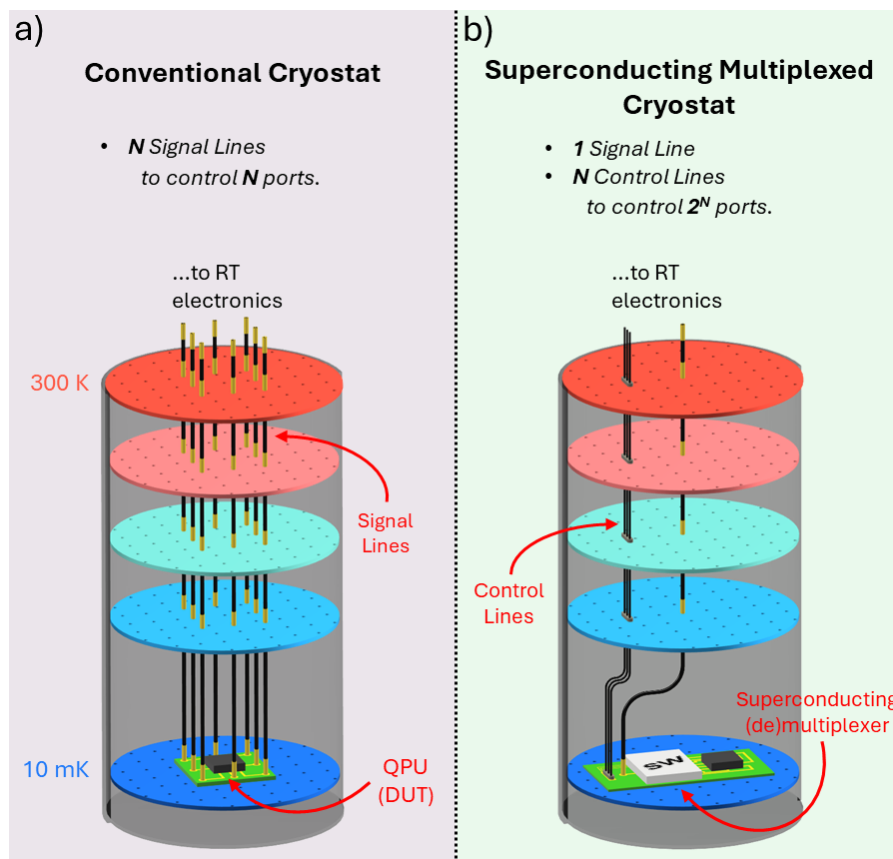 a)
Conventional Cryostat
• N Signal Lines
to control N ports.
...to RT
electronics
300 K
Signal
Lines
10 mK
QPU
(DUT)
b)
Superconducting Multiplexed
Cryostat
• 1 Signal Line
• N Control Lines
to control 2ᴺ ports.
...to RT
electronics
Control
Lines
Superconducting
(de)multiplexer
SW